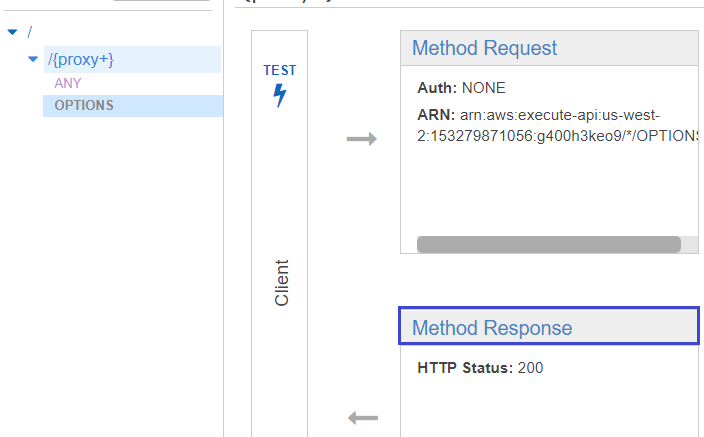 /
/{proxy+}
ANY
OPTIONS
TEST
Client
Method Request
Auth: NONE
ARN: arn:aws:execute-api:us-west-
2:153279871056:g400h3keo9/*/OPTIONS
Method Response
HTTP Status: 200